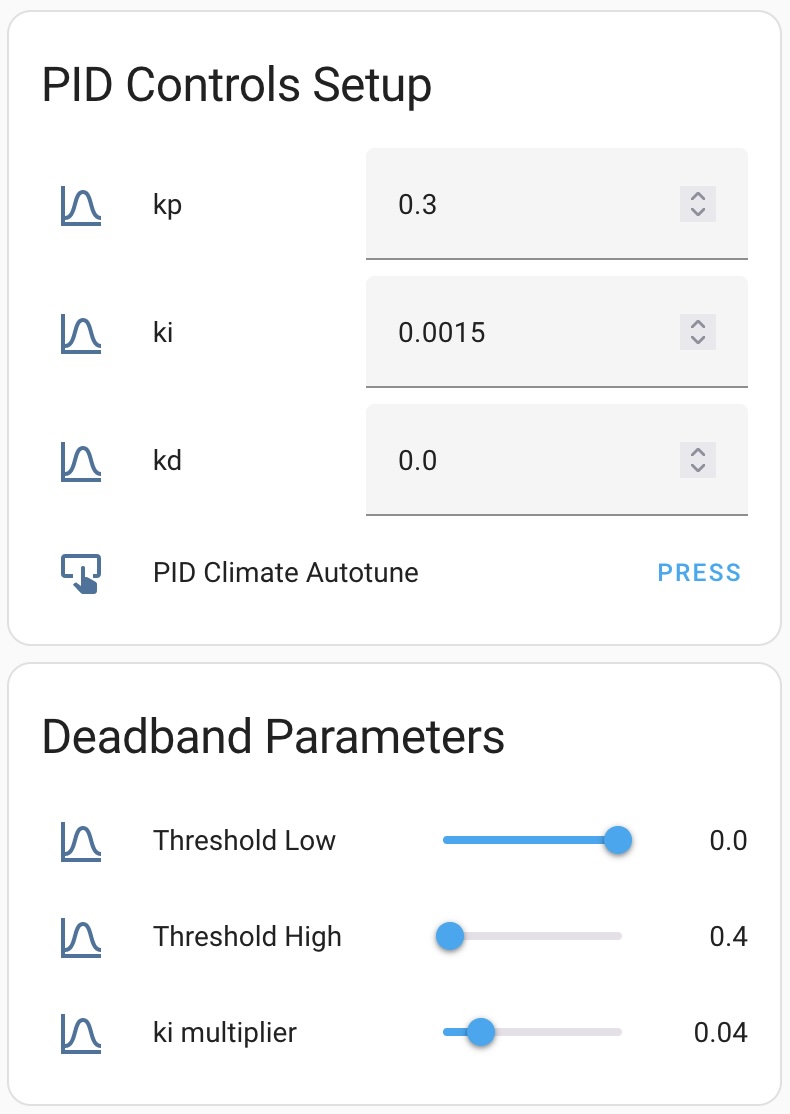 PID Controls Setup
kp 0.3
ki 0.0015
kd 0.0
PID Climate Autotune PRESS
Deadband Parameters
Threshold Low 0.0
Threshold High 0.4
ki multiplier 0.04